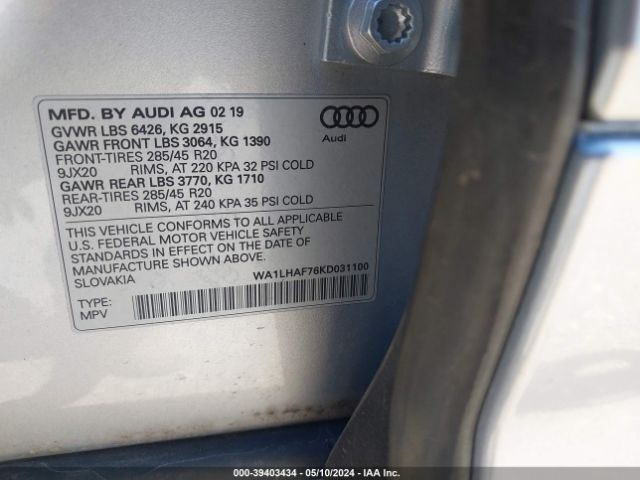 MFD. BY AUDI AG 02 19
GVWR LBS 6426, KG 2915
GAWR FRONT LBS 3064, KG 1390
FRONT-TIRES 285/45 R20
9JX20 RIMS, AT 220 KPA 32 PSI COLD
GAWR REAR LBS 3770, KG 1710
REAR-TIRES 285/45 R20
9JX20 RIMS, AT 240 KPA 35 PSI COLD
Audi
THIS VEHICLE CONFORMS TO ALL APPLICABLE
U.S. FEDERAL MOTOR VEHICLE SAFETY
STANDARDS IN EFFECT ON THE DATE OF
MANUFACTURE SHOWN ABOVE.
SLOVAKIA WA1LHAF76KD031100
TYPE:
MPV
000-39403434 - 05/10/2024 - IAA Inc.